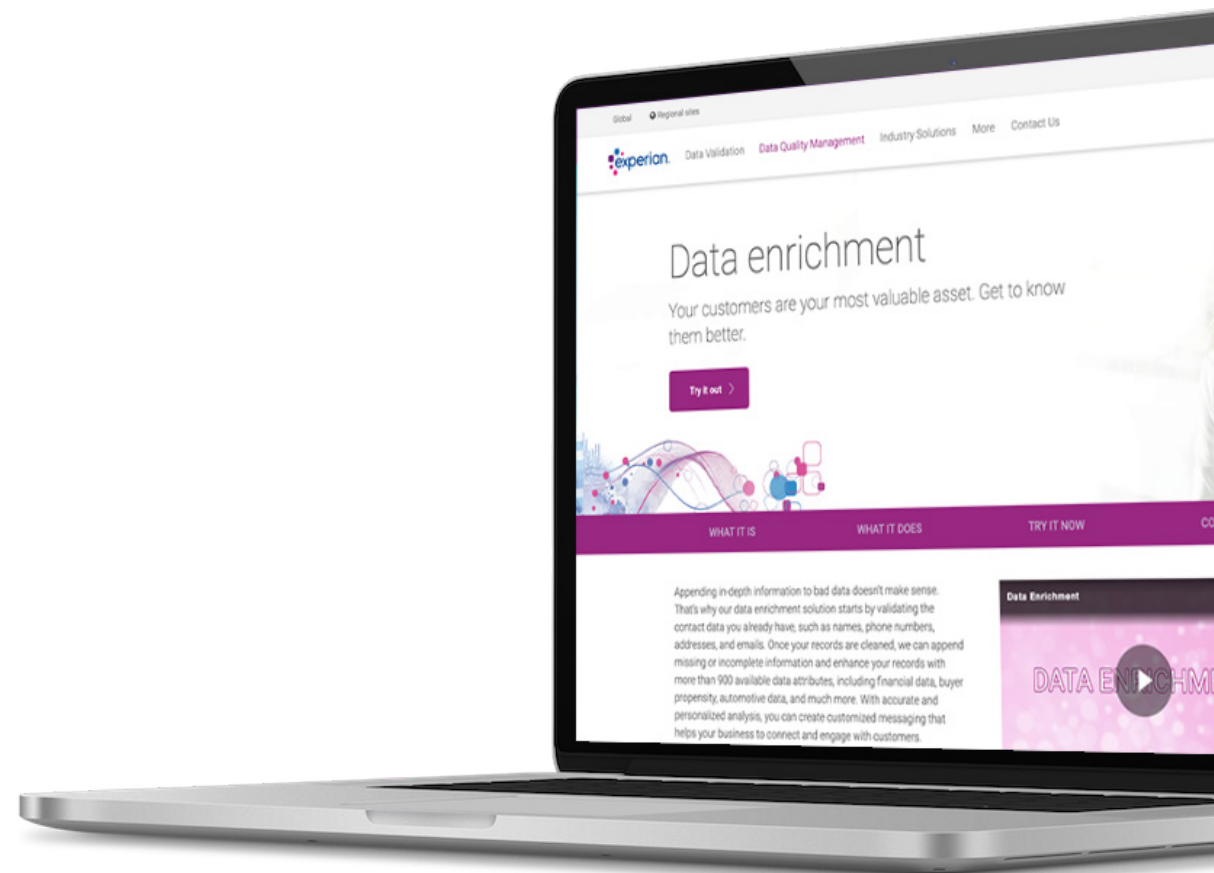 Global Regional sites
experian. Data Validation Data Quality Management Industry Solutions More Contact Us
Data enrichment
Your customers are your most valuable asset. Get to know
them better.
Try it out
WHAT IT IS WHAT IT DOES TRY IT NOW
Appending in-depth information to bad data doesn't make sense.
That's why our data enrichment solution starts by validating the
contact data you already have, such as names, phone numbers,
addresses, and emails. Once your records are cleaned, we can append
missing or incomplete information and enhance your records with
more than 900 available data attributes, including financial data, buyer
propensity, automotive data, and much more. With accurate and
personalized analysis, you can create customized messaging that
helps your business to connect and engage with customers.
Data Enrichment
DATA